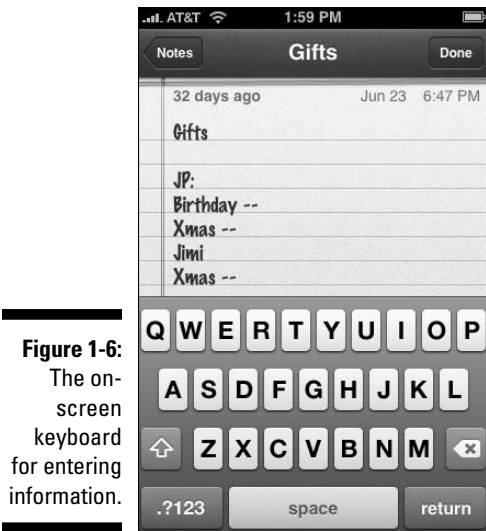 AT&T 1:59 PM
Notes Gifts Done
32 days ago Jun 23 6:47 PM
Gifts
JP:
Birthday --
Xmas --
Jimi
Xmas --
Q W E R T Y U I O P
A S D F G H J K L
Z X C V B N M
.?123 space return
Figure 1-6:
The on-
screen
keyboard
for entering
information.